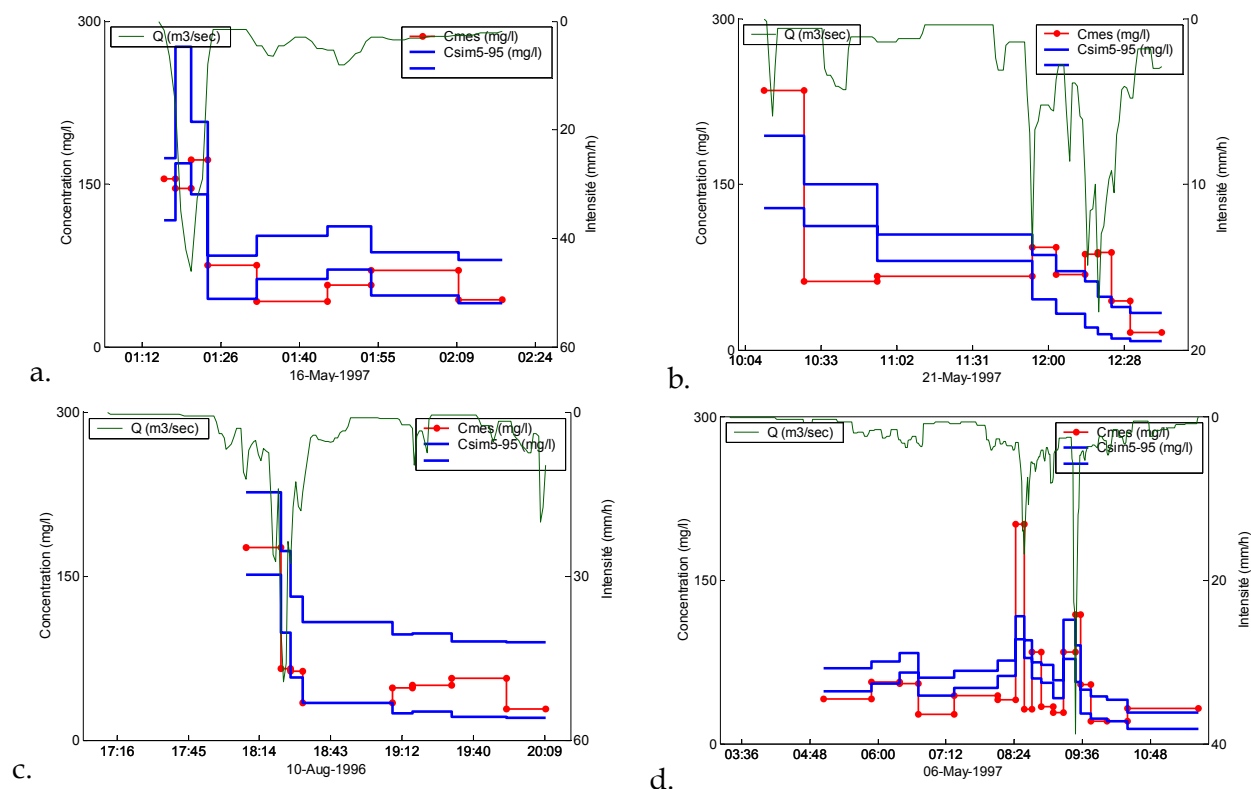 300
Q (m3/sec)
Cmes (mg/l)
Csim5-95 (mg/l)
0
Concentration (mg/l)
150
20
40
Intensité (mm/h)
0
60
01:12 01:26 01:40 01:55 02:09 02:24
16-May-1997
a.
300
Q (m3/sec)
Cmes (mg/l)
Csim5-95 (mg/l)
0
Concentration (mg/l)
150
10
Intensité (mm/h)
0
20
10:04 10:33 11:02 11:31 12:00 12:28
21-May-1997
b.
300
Q (m3/sec)
Cmes (mg/l)
Csim5-95 (mg/l)
0
Concentration (mg/l)
150
30
Intensité (mm/h)
0
60
17:16 17:45 18:14 18:43 19:12 19:40 20:09
10-Aug-1996
c.
300
Q (m3/sec)
Cmes (mg/l)
Csim5-95 (mg/l)
0
Concentration (mg/l)
150
20
Intensité (mm/h)
0
40
03:36 04:48 06:00 07:12 08:24 09:36 10:48
06-May-1997
d.